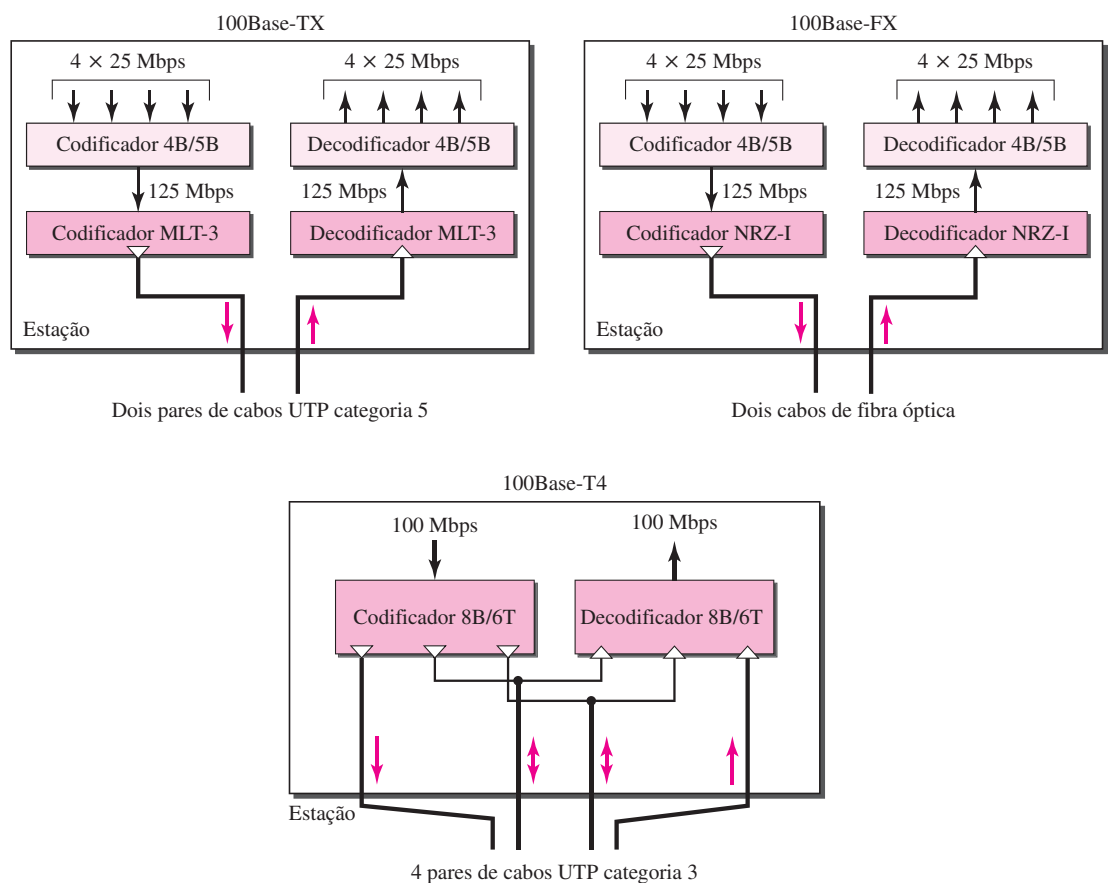 100Base-TX
4 × 25 Mbps
4 × 25 Mbps
Codificador 4B/5B
Decodificador 4B/5B
125 Mbps
125 Mbps
Codificador MLT-3
Decodificador MLT-3
Estação
Dois pares de cabos UTP categoria 5
100Base-FX
4 × 25 Mbps
4 × 25 Mbps
Codificador 4B/5B
Decodificador 4B/5B
125 Mbps
125 Mbps
Codificador NRZ-I
Decodificador NRZ-I
Estação
Dois cabos de fibra óptica
100Base-T4
100 Mbps
100 Mbps
Codificador 8B/6T
Decodificador 8B/6T
Estação
4 pares de cabos UTP categoria 3